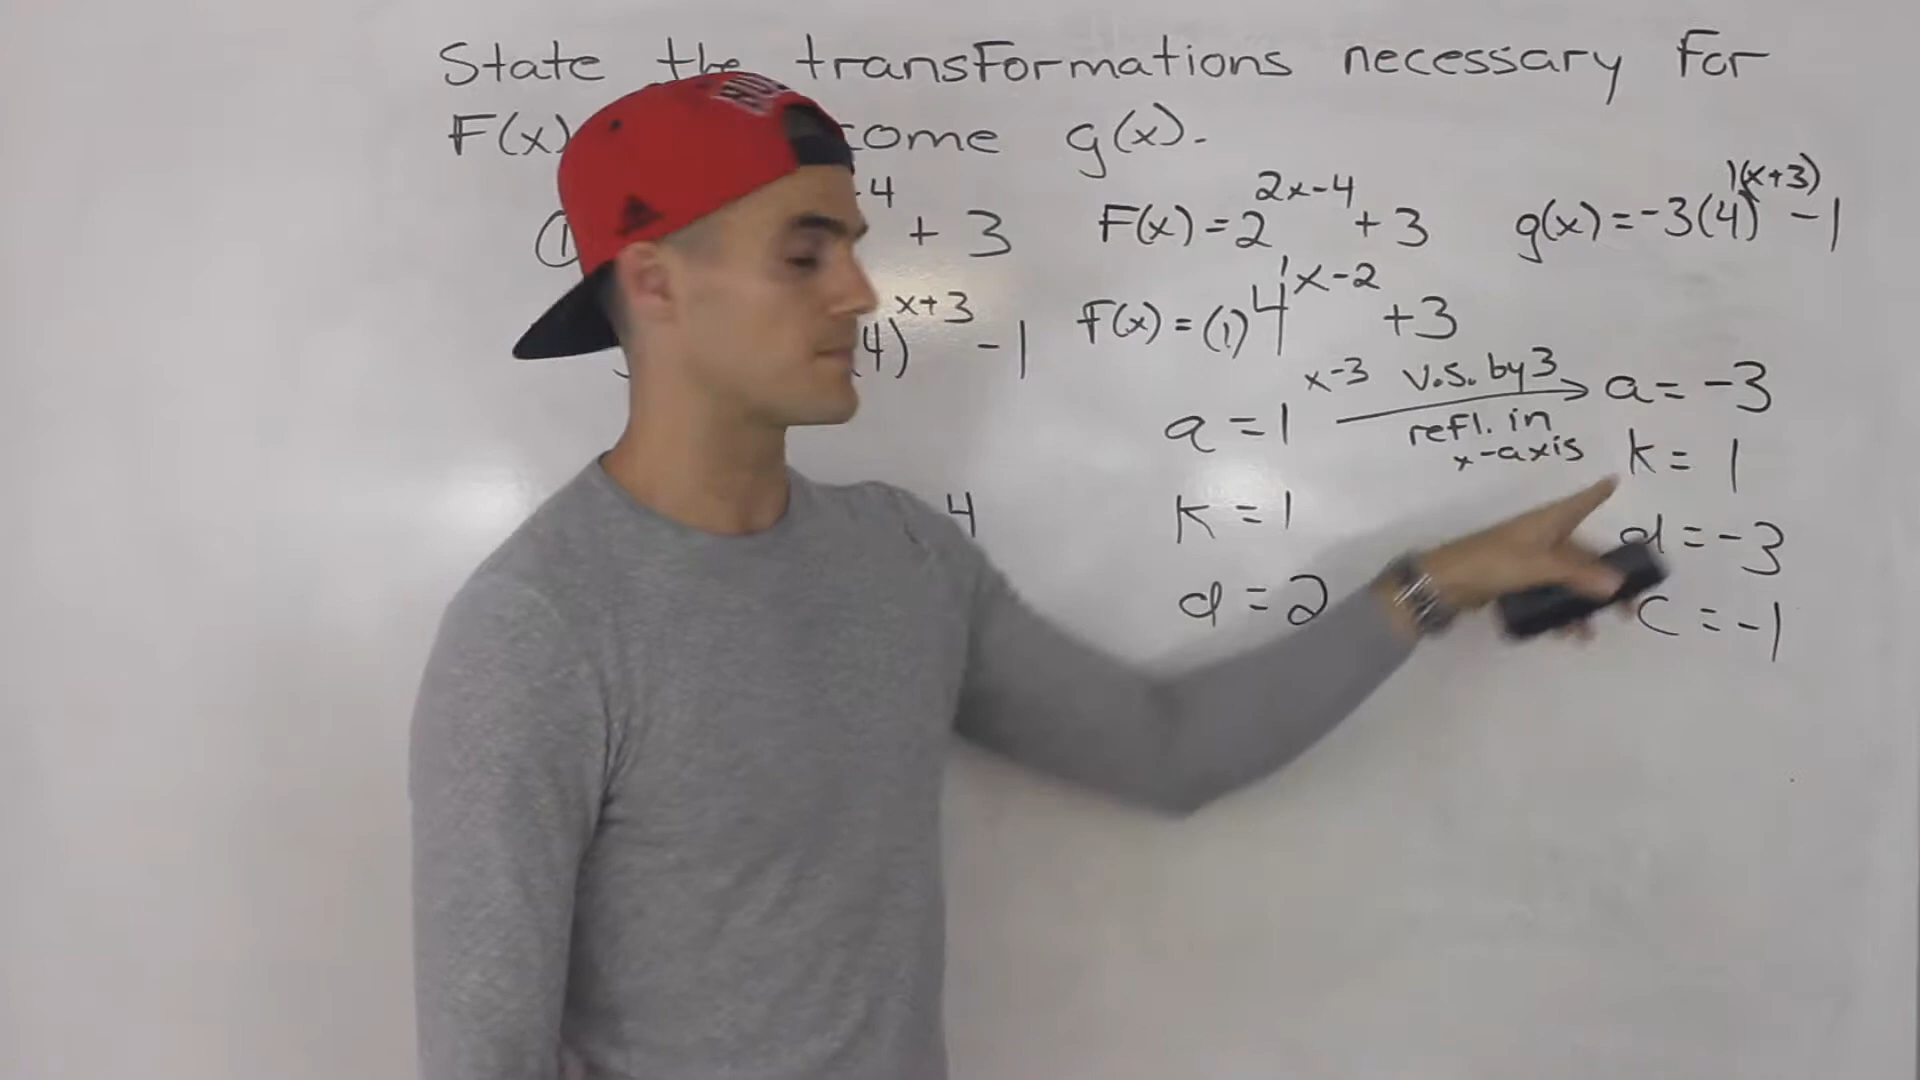 State the transformations necessary for
F(x) come g(x).
-4
+ 3
F(x) = 2^{2x-4} + 3
g(x) = -3(4)^{1(x+3)} - 1
4)^{x+3} - 1
F(x) = (1)4^{1x-2} + 3
a = 1
x-3 v.s. by 3
refl. in
x-axis
a = -3
k = 1
4
k = 1
d = -3
d = 2
c = -1